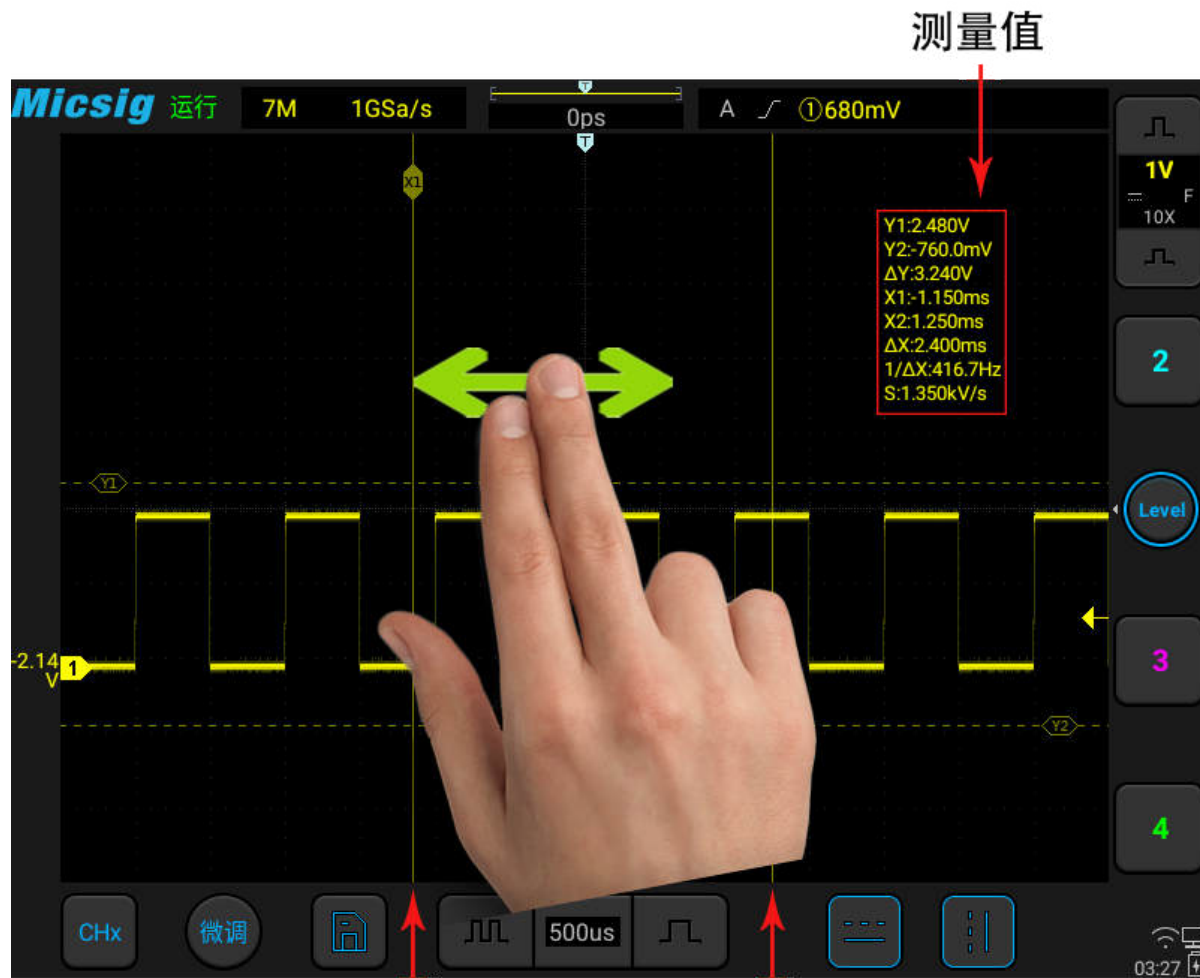 测量值
Micsig 运行 7M 1GSa/s 0ps A ①680mV
T
T
X1
1V
F
10X
Y1:2.480V
Y2:-760.0mV
ΔY:3.240V
X1:-1.150ms
X2:1.250ms
ΔX:2.400ms
1/ΔX:416.7Hz
S:1.350kV/s
2
Y1
Level
-2.14
V
1
3
Y2
4
CHx 微调 500us
03:27